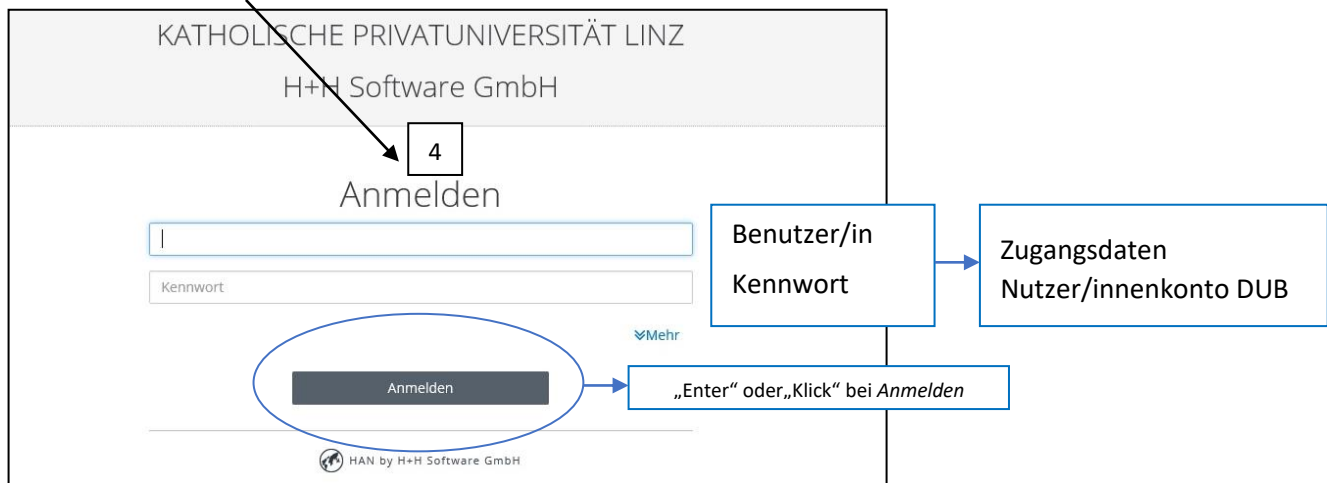 KATHOLISCHE PRIVATUNIVERSITÄT LINZ
H+H Software GmbH
4
Anmelden
Benutzer/in
Kennwort
Zugangsdaten
Nutzer/innenkonto DUB
Kennwort
Mehr
Anmelden
„Enter“ oder„Klick“ bei Anmelden
HAN by H+H Software GmbH